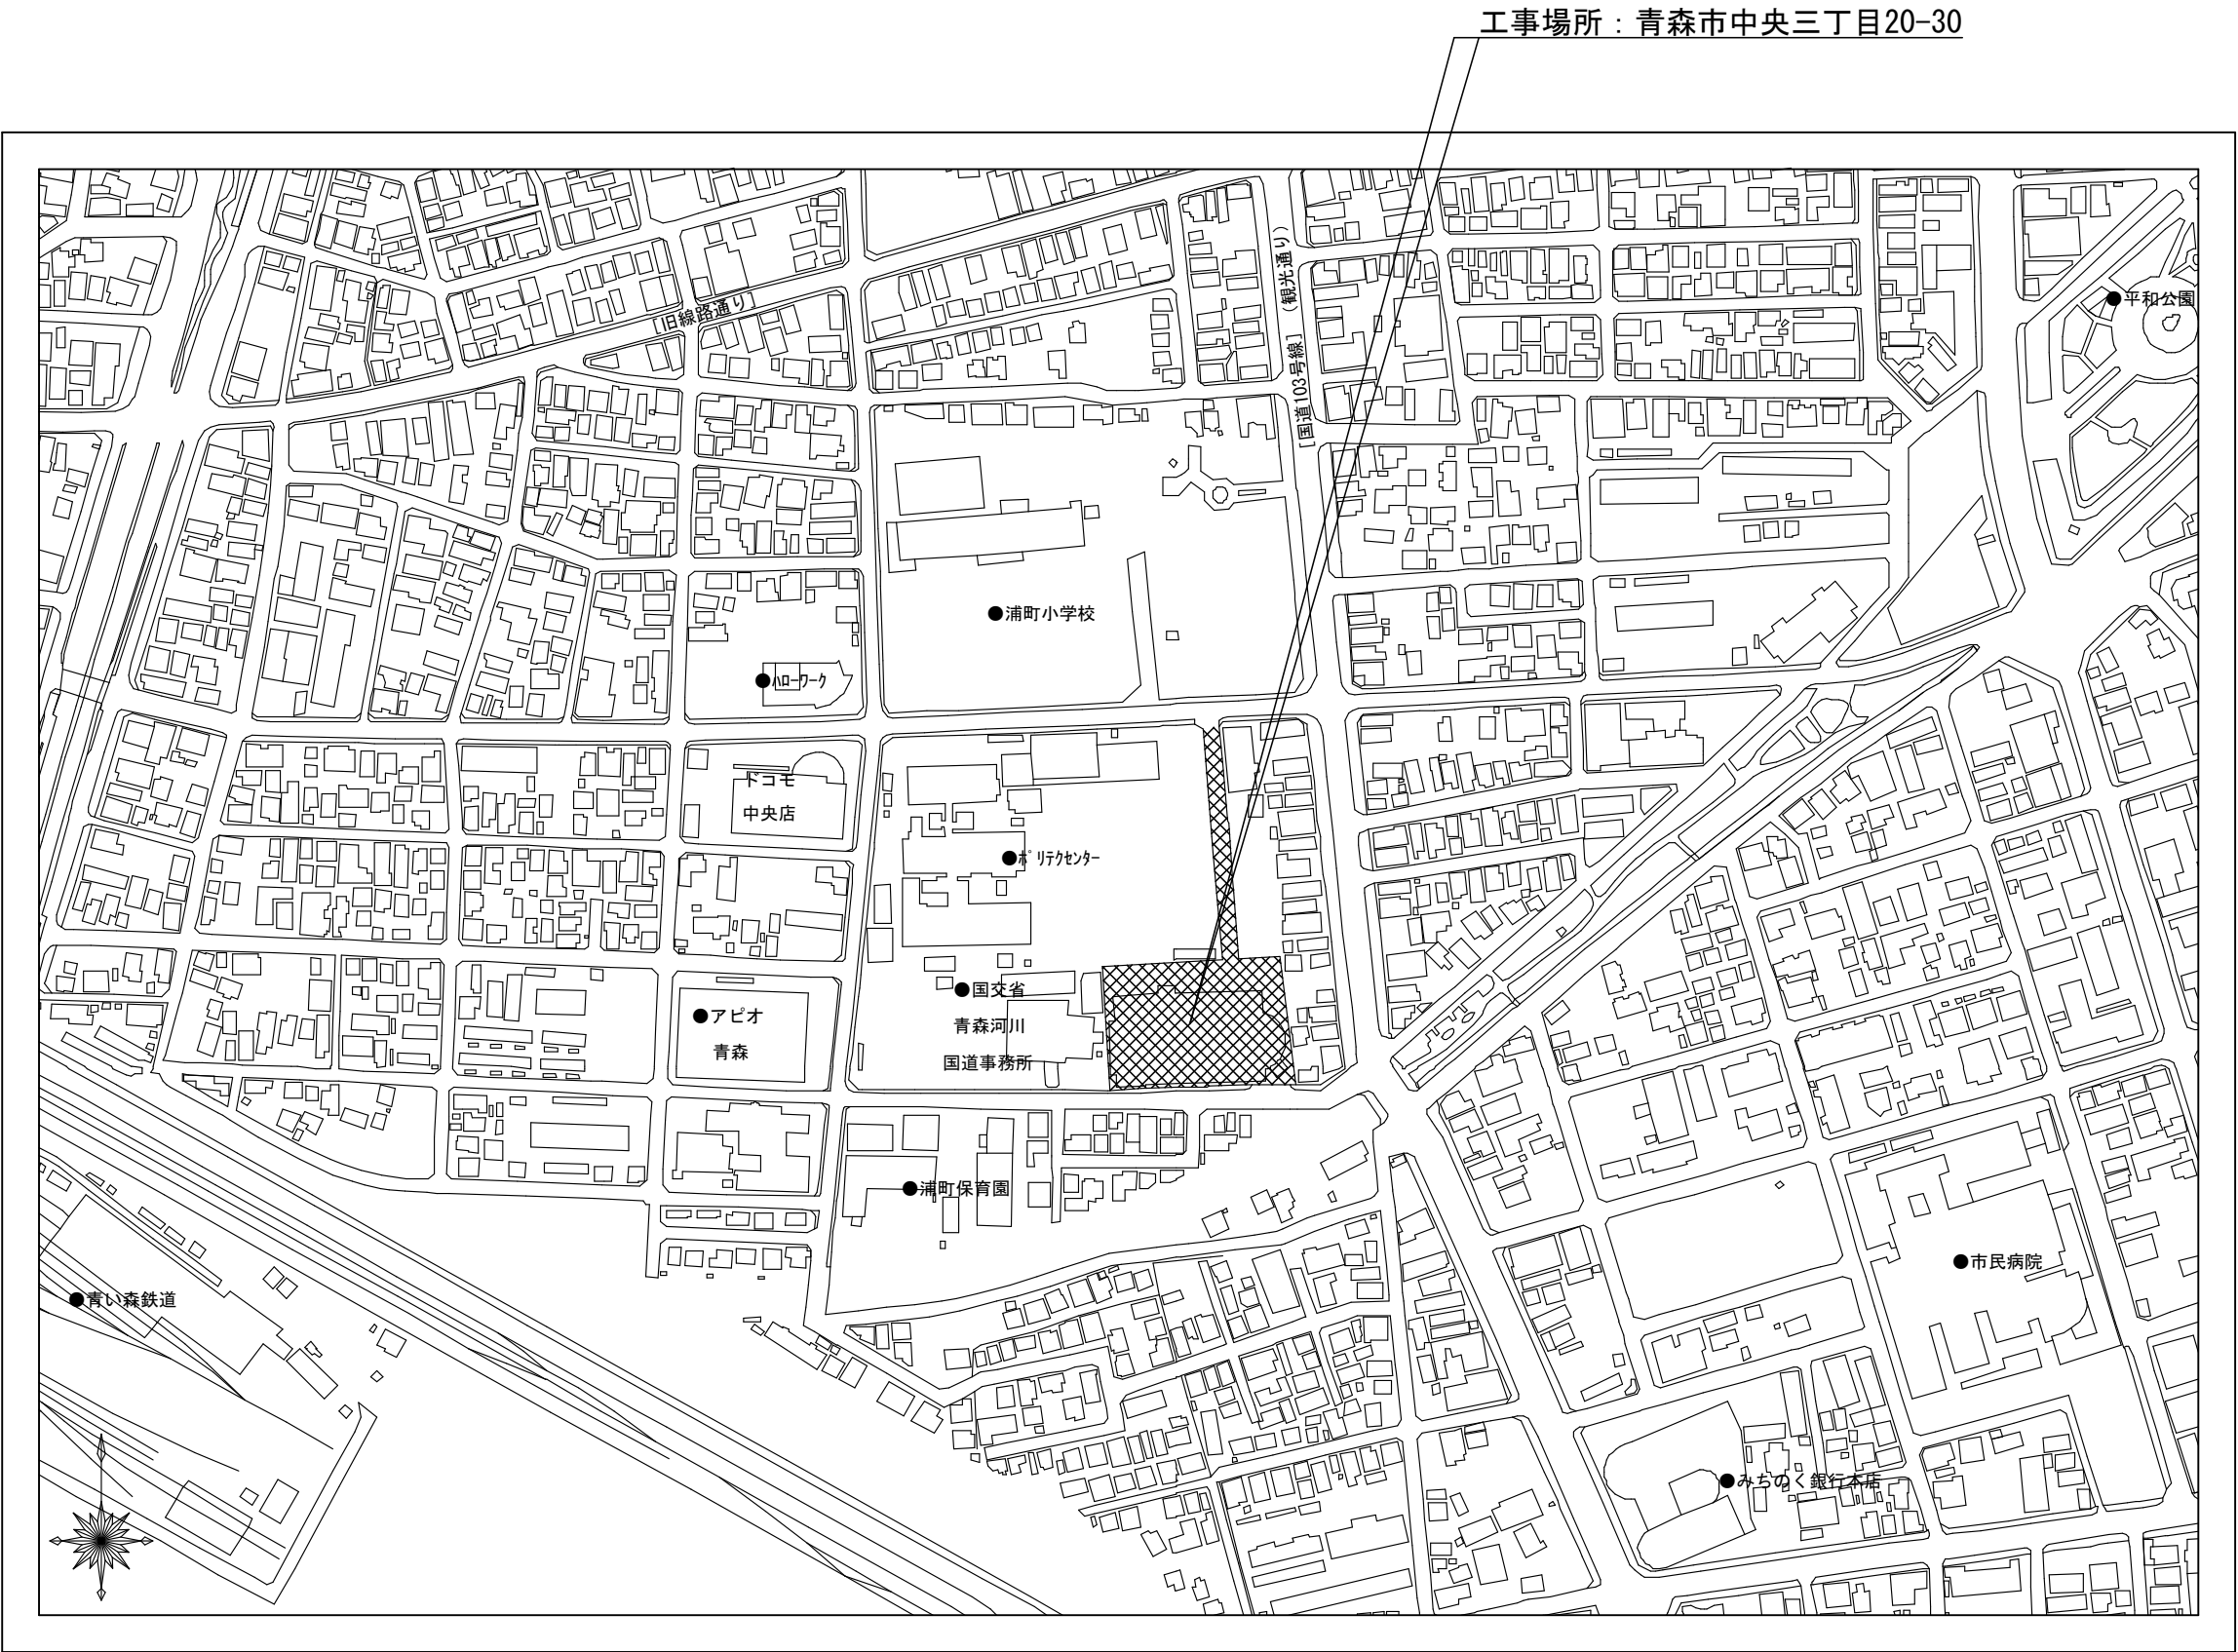 工事場所：青森市中央三丁目20-30
[国道103号線]（観光通り）
[旧線路通り]
●平和公園
●浦町小学校
●ﾊﾛｰﾜｰｸ
ドコモ
中央店
●ﾎﾟﾘﾃｸｾﾝﾀｰ
●国交省
青森河川
国道事務所
●アピオ
青森
●浦町保育園
●市民病院
●青い森鉄道
●みちのく銀行本店